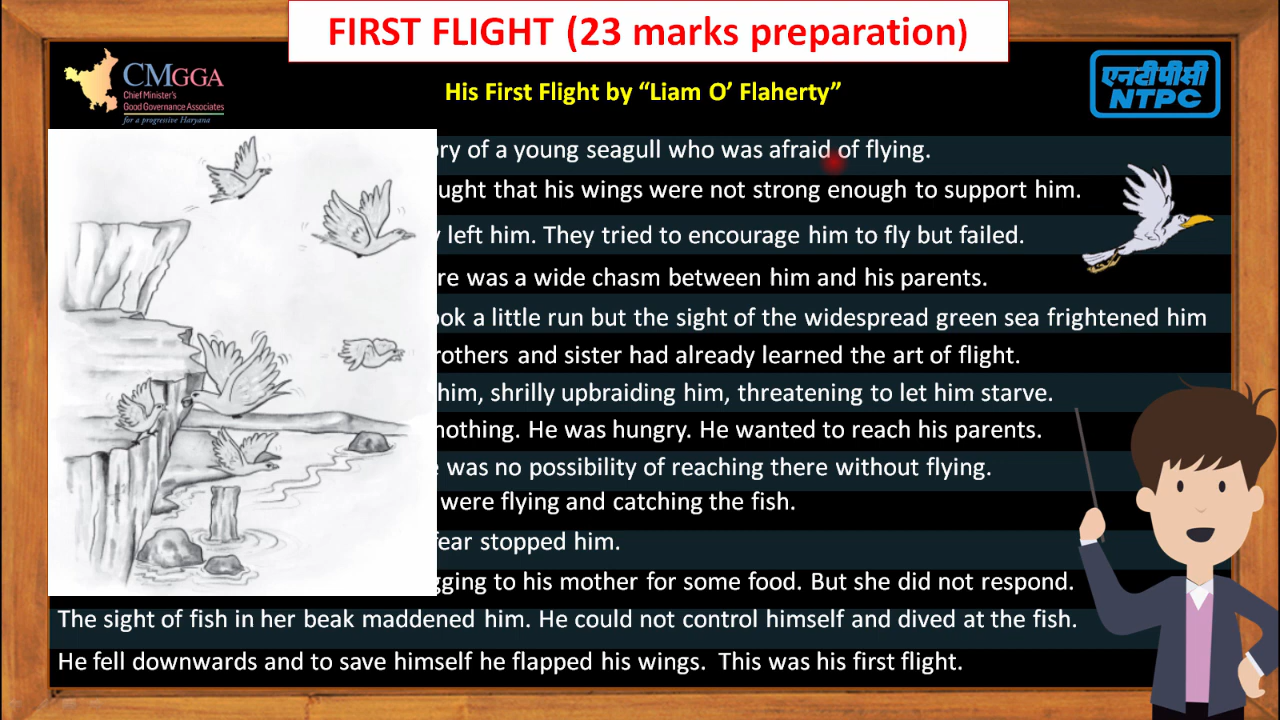 FIRST FLIGHT (23 marks preparation)
CMGGA
Chief Minister's
Good Governance Associates
for a progressive Haryana
His First Flight by “Liam O’ Flaherty”
एनटीपीसी
NTPC
of a young seagull who was afraid of flying.
that his wings were not strong enough to support him.
left him. They tried to encourage him to fly but failed.
was a wide chasm between him and his parents.
a little run but the sight of the widespread green sea frightened him
and sister had already learned the art of flight.
him, shrilly upbraiding him, threatening to let him starve.
nothing. He was hungry. He wanted to reach his parents.
was no possibility of reaching there without flying.
were flying and catching the fish.
fear stopped him.
to his mother for some food. But she did not respond.
The sight of fish in her beak maddened him. He could not control himself and dived at the fish.
He fell downwards and to save himself he flapped his wings. This was his first flight.